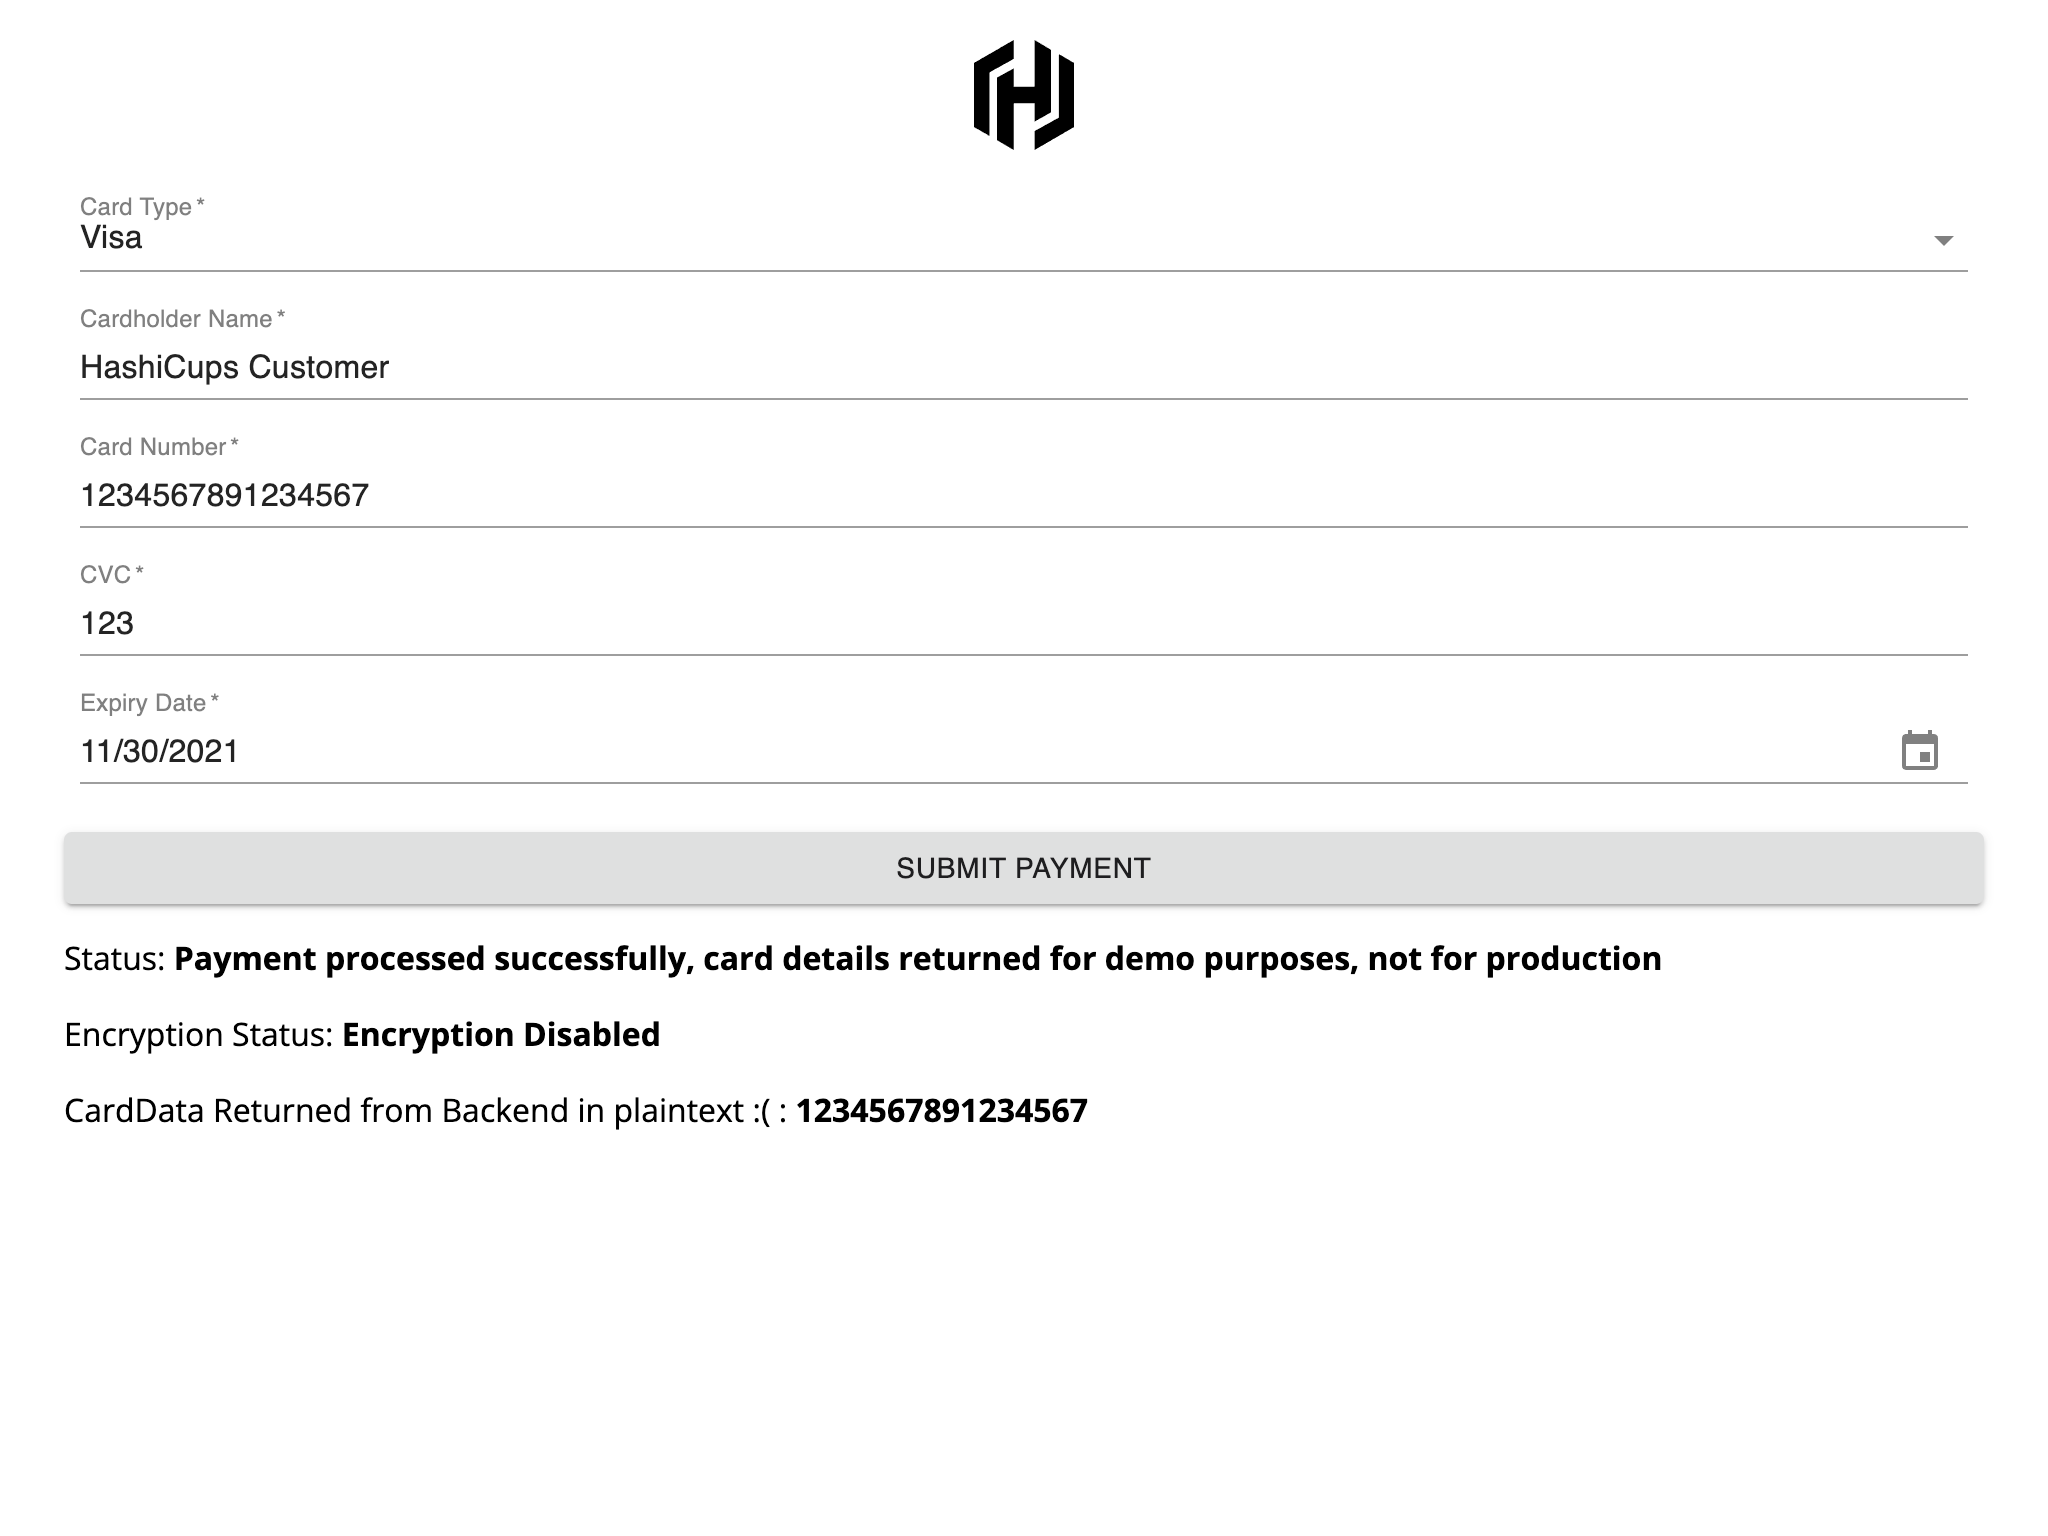 Card Type *
Visa
Cardholder Name *
HashiCups Customer
Card Number *
1234567891234567
CVC *
123
Expiry Date *
11/30/2021
SUBMIT PAYMENT
Status: Payment processed successfully, card details returned for demo purposes, not for production
Encryption Status: Encryption Disabled
CardData Returned from Backend in plaintext :( : 1234567891234567